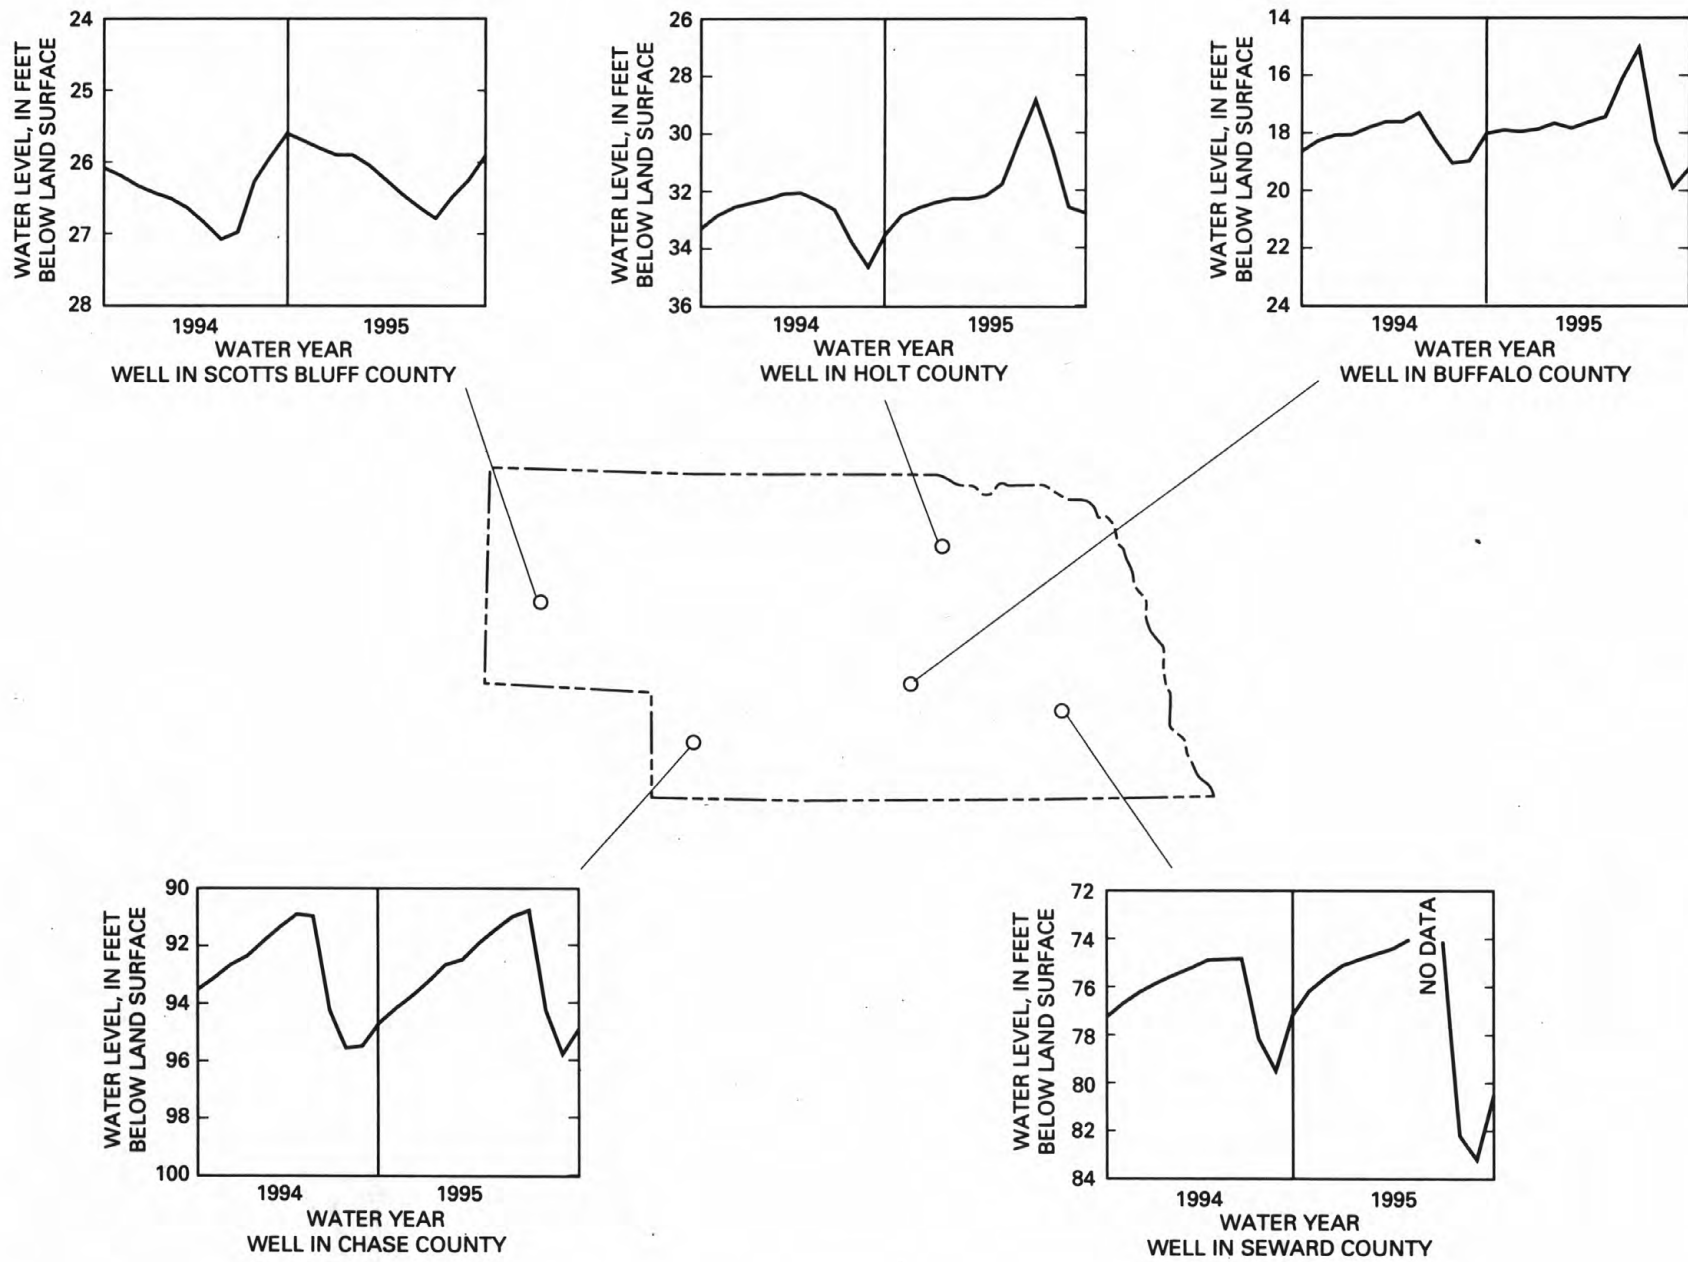 WATER LEVEL, IN FEET
BELOW LAND SURFACE
24
25
26
27
28
1994
1995
WATER YEAR
WELL IN SCOTTS BLUFF COUNTY
WATER LEVEL, IN FEET
BELOW LAND SURFACE
26
28
30
32
34
36
1994
1995
WATER YEAR
WELL IN HOLT COUNTY
WATER LEVEL, IN FEET
BELOW LAND SURFACE
14
16
18
20
22
24
1994
1995
WATER YEAR
WELL IN BUFFALO COUNTY
WATER LEVEL, IN FEET
BELOW LAND SURFACE
90
92
94
96
98
100
1994
1995
WATER YEAR
WELL IN CHASE COUNTY
WATER LEVEL, IN FEET
BELOW LAND SURFACE
72
74
76
78
80
82
84
NO DATA
1994
1995
WATER YEAR
WELL IN SEWARD COUNTY